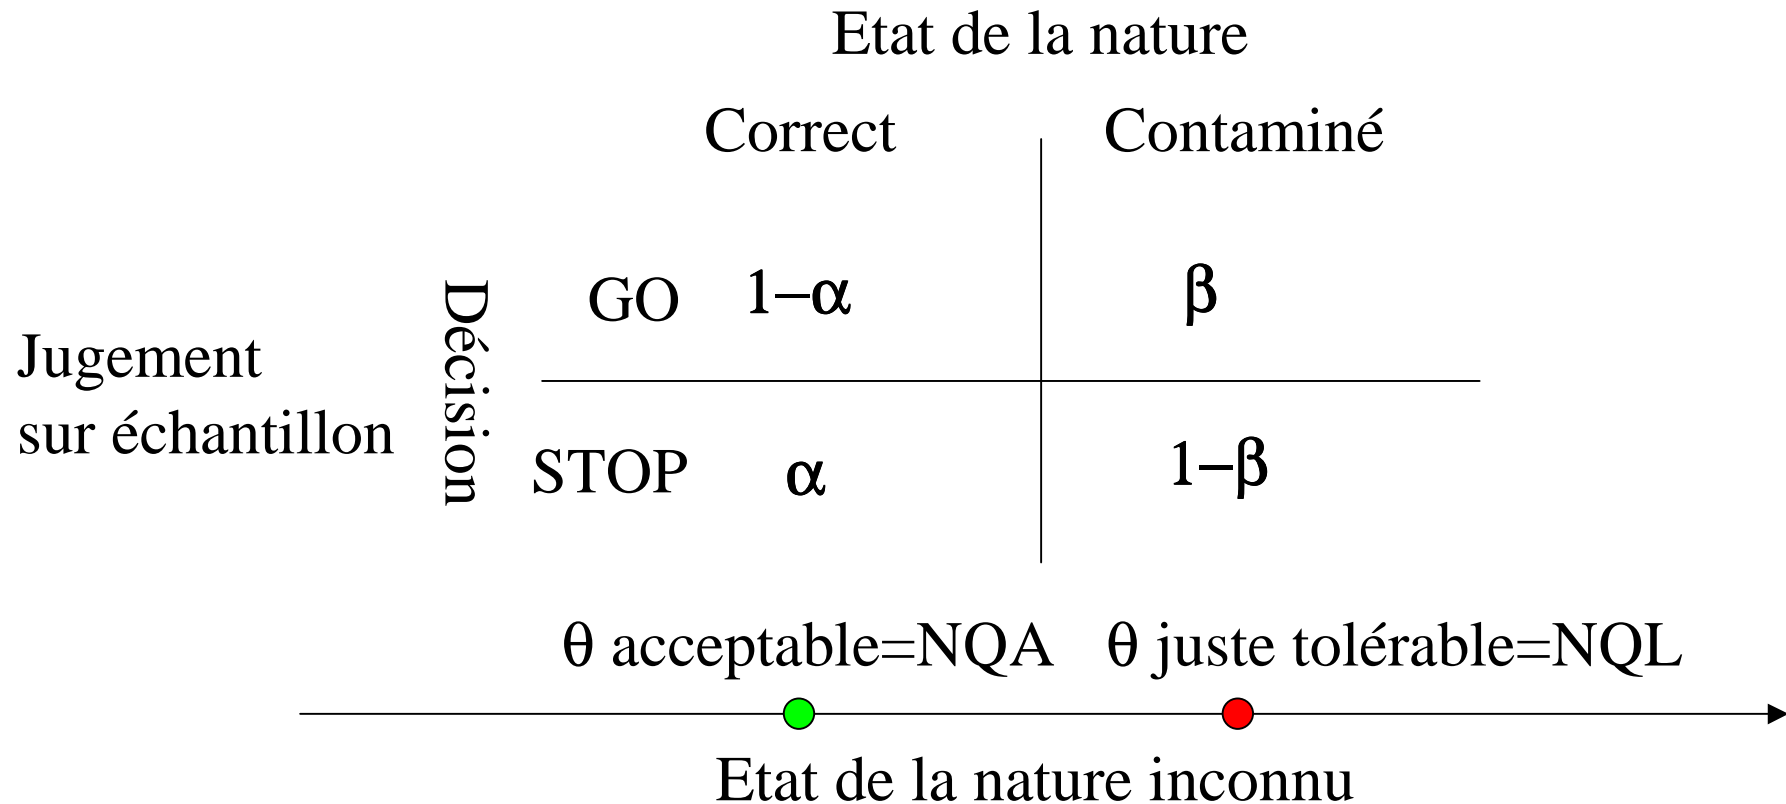 Etat de la nature
Correct Contaminé
GO 1−α β
Décision
Jugement
sur échantillon
STOP α 1−β
θ acceptable=NQA θ juste tolérable=NQL
Etat de la nature inconnu